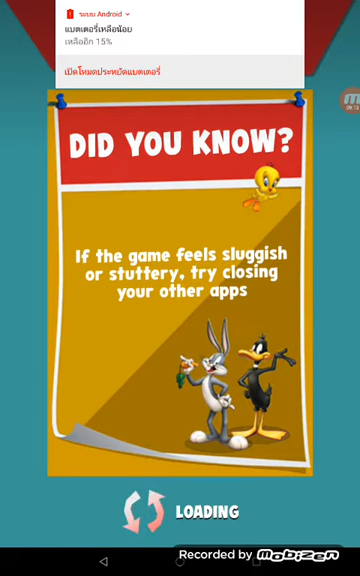 ระบบ Android
แบตเตอรี่เหลือน้อย
เหลืออีก 15%
เปิดโหมดประหยัดแบตเตอรี่
DID YOU KNOW?
If the game feels sluggish
or stuttery, try closing
your other apps
LOADING
Recorded by Mobizen